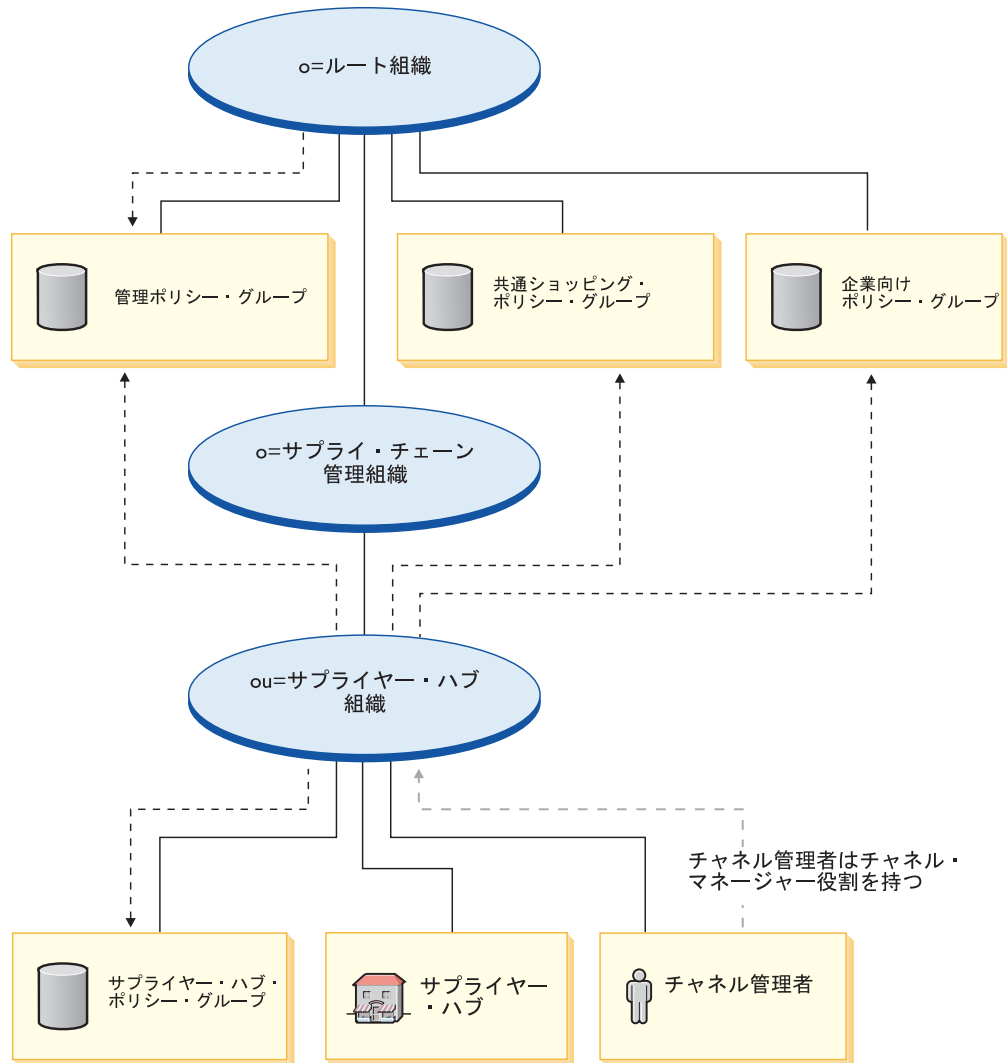 o=ルート組織
管理ポリシー・グループ
共通ショッピング・
ポリシー・グループ
企業向け
ポリシー・グループ
o=サプライ・チェーン
管理組織
ou=サプライヤー・ハブ
組織
チャネル管理者はチャネル・
マネージャー役割を持つ
サプライヤー・ハブ・
ポリシー・グループ
サプライヤー
・ハブ
チャネル管理者